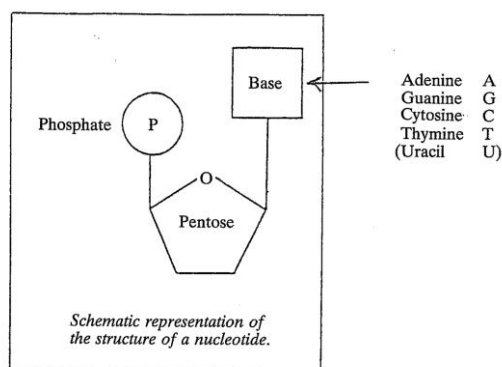 Base
Phosphate
P
O
Pentose
Adenine A
Guanine G
Cytosine C
Thymine T
(Uracil U)
Schematic representation of
the structure of a nucleotide.